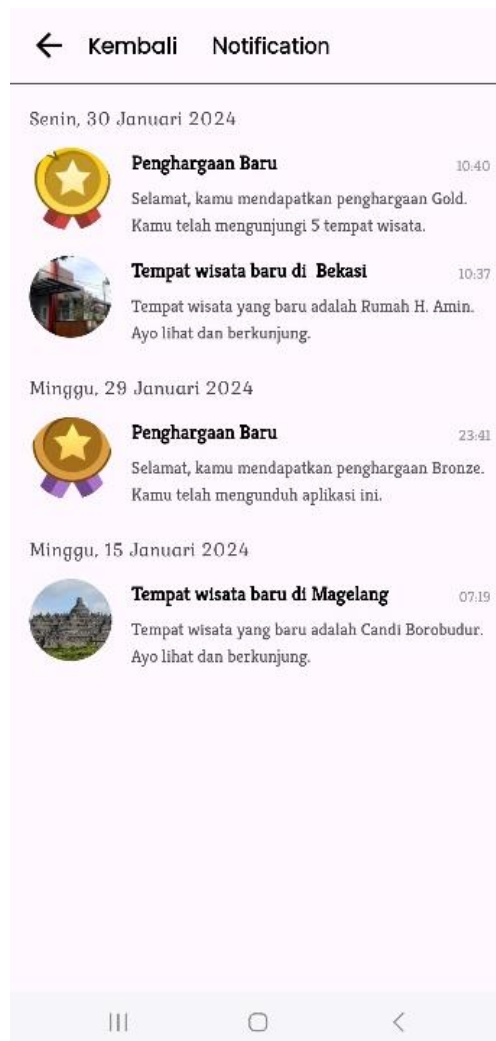 Kembali Notification
Senin, 30 Januari 2024
Penghargaan Baru 10:40
Selamat, kamu mendapatkan penghargaan Gold.
Kamu telah mengunjungi 5 tempat wisata.
Tempat wisata baru di Bekasi 10:37
Tempat wisata yang baru adalah Rumah H. Amin.
Ayo lihat dan berkunjung.
Minggu, 29 Januari 2024
Penghargaan Baru 23:41
Selamat, kamu mendapatkan penghargaan Bronze.
Kamu telah mengunduh aplikasi ini.
Minggu, 15 Januari 2024
Tempat wisata baru di Magelang 07:19
Tempat wisata yang baru adalah Candi Borobudur.
Ayo lihat dan berkunjung.